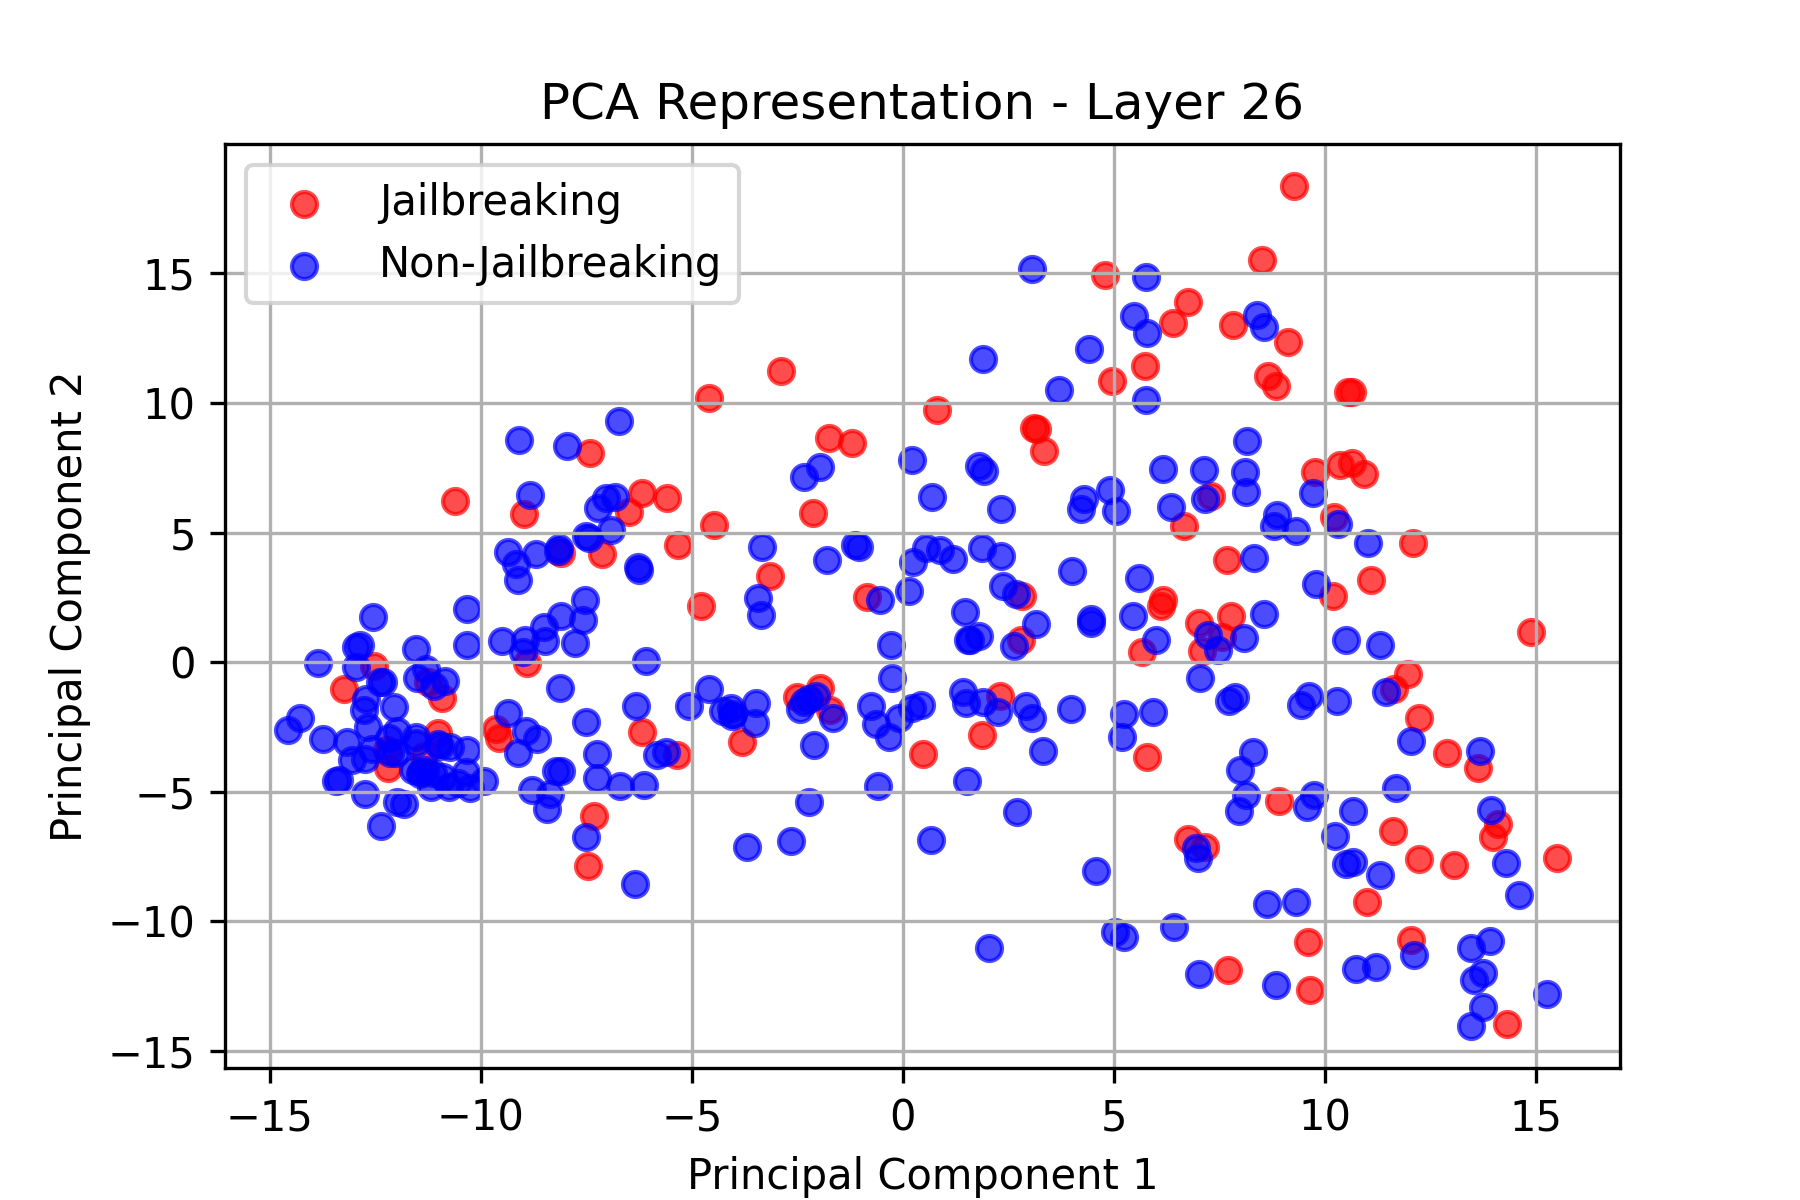 PCA Representation - Layer 26
Jailbreaking
Non-Jailbreaking
Principal Component 2
15
10
5
0
−5
−10
−15
−15
−10
−5
0
5
10
15
Principal Component 1